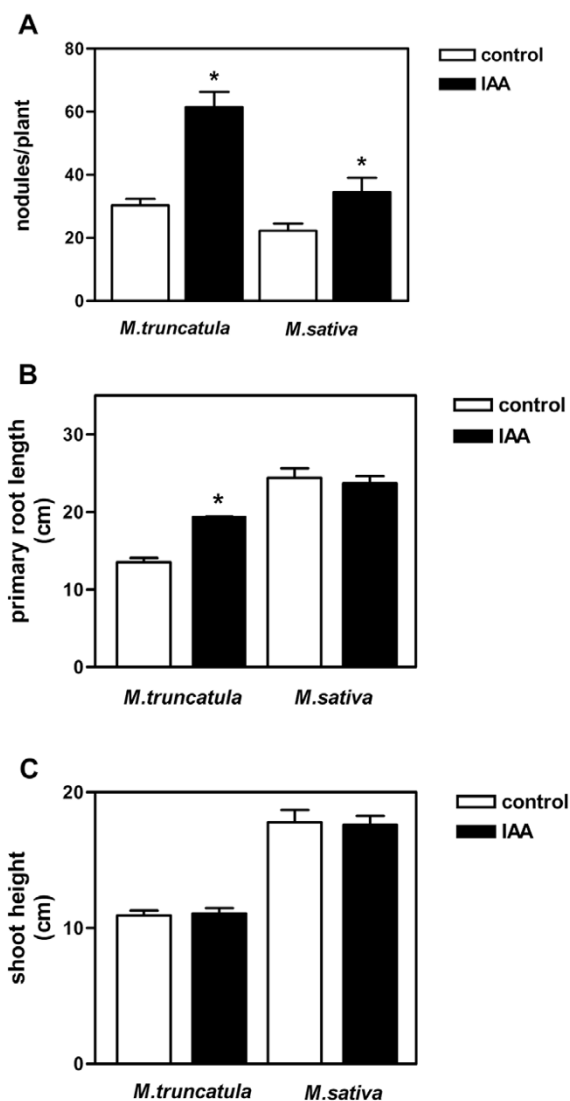 A
control
IAA
nodules/plant
80
60
40
20
0
*
*
M.truncatula M.sativa
B
control
IAA
primary root length
(cm)
30
20
10
0
*
M.truncatula M.sativa
C
control
IAA
shoot height
(cm)
20
10
0
M.truncatula M.sativa